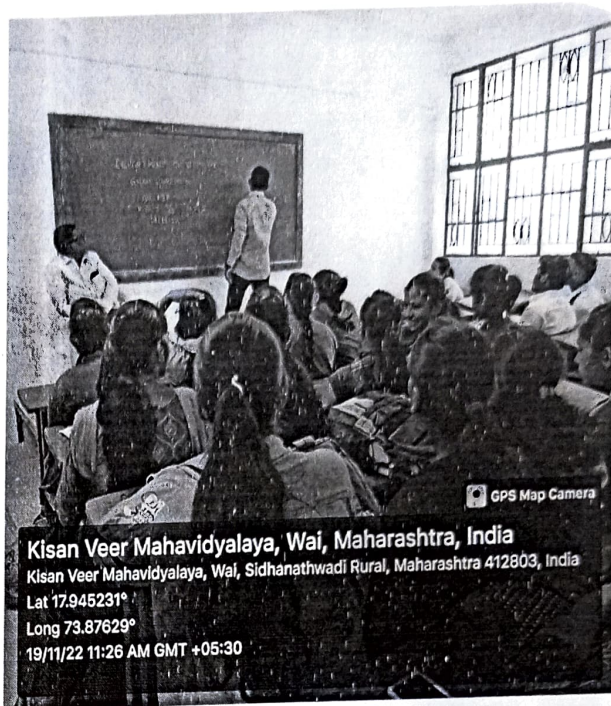 GPS Map Camera
Kisan Veer Mahavidyalaya, Wai, Maharashtra, India
Kisan Veer Mahavidyalaya, Wai, Sidhanathwadi Rural, Maharashtra 412803, India
Lat 17.945231°
Long 73.87629°
19/11/22 11:26 AM GMT +05:30